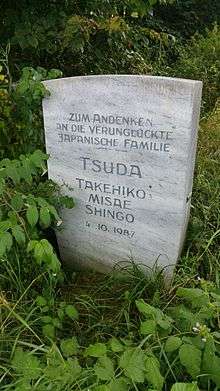 ZUM ANDENKEN
AN DIE VERUNGLÜCKTE
JAPANISCHE FAMILIE
TSUDA
TAKEHIKO
MISAE
SHINGO
4.10.1987